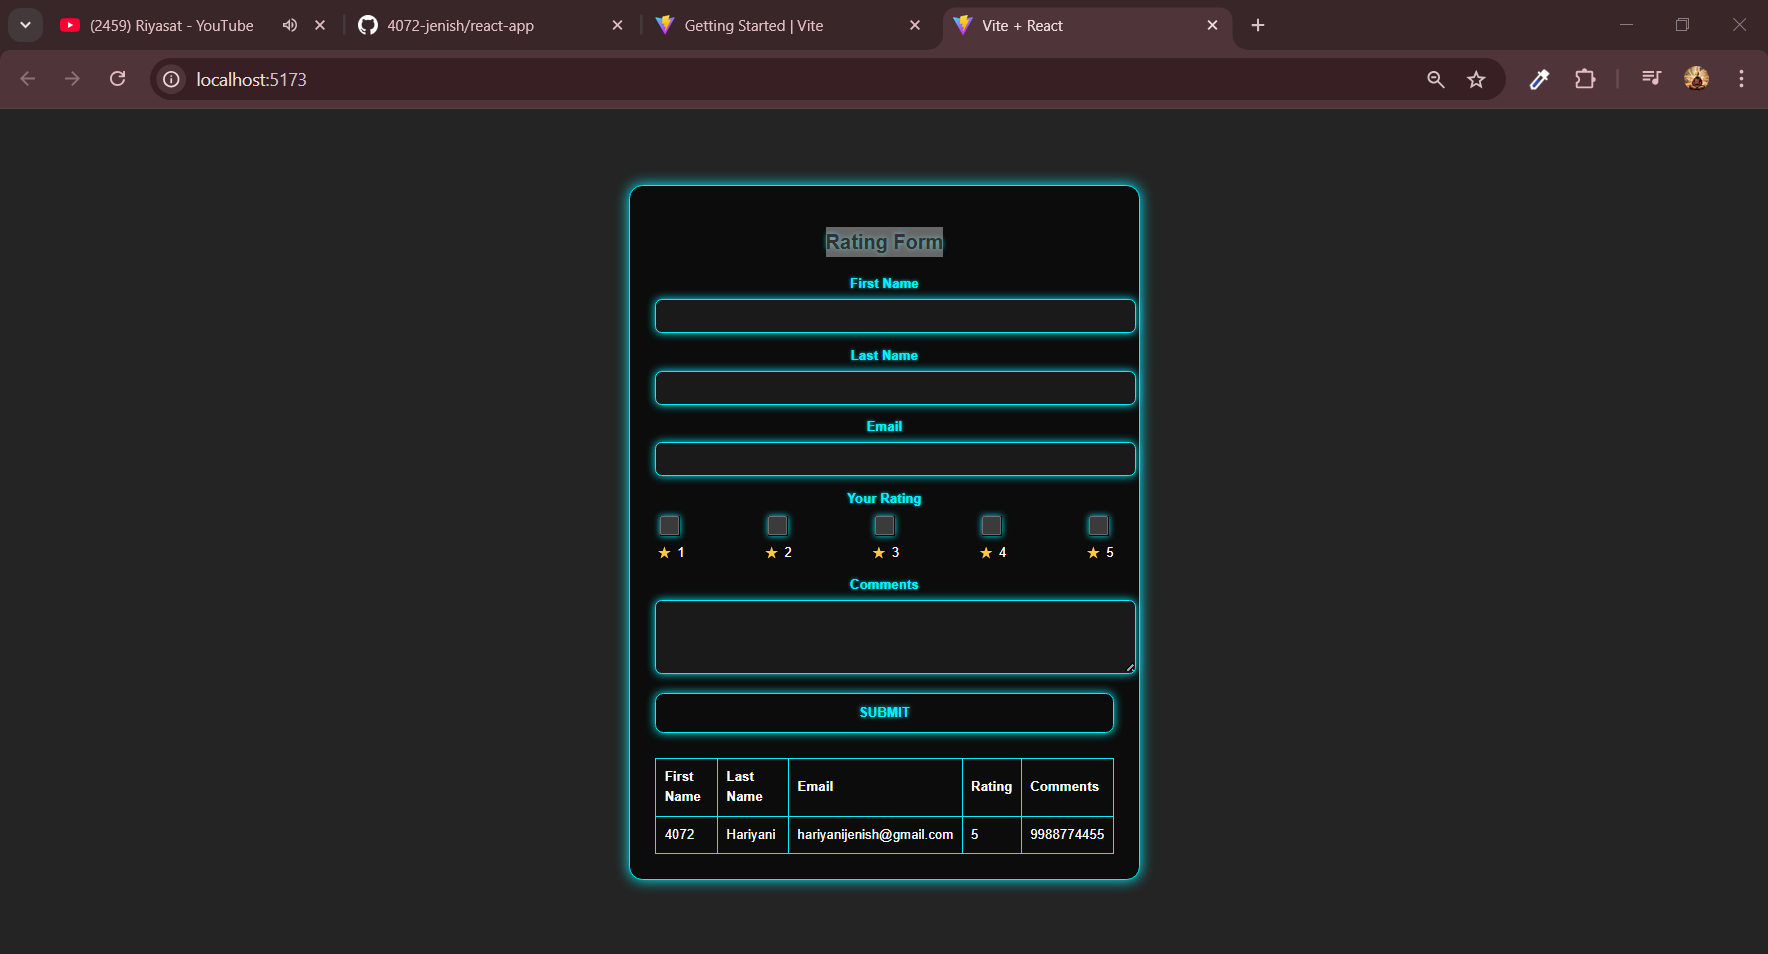 (2459) Riyasat - YouTube
4072-jenish/react-app
Getting Started | Vite
Vite + React
localhost:5173
Rating Form
First Name
Last Name
Email
Your Rating
★ 1 ★ 2 ★ 3 ★ 4 ★ 5
Comments
SUBMIT
First Name Last Name Email Rating Comments
4072 Hariyani hariyanijenish@gmail.com 5 9988774455